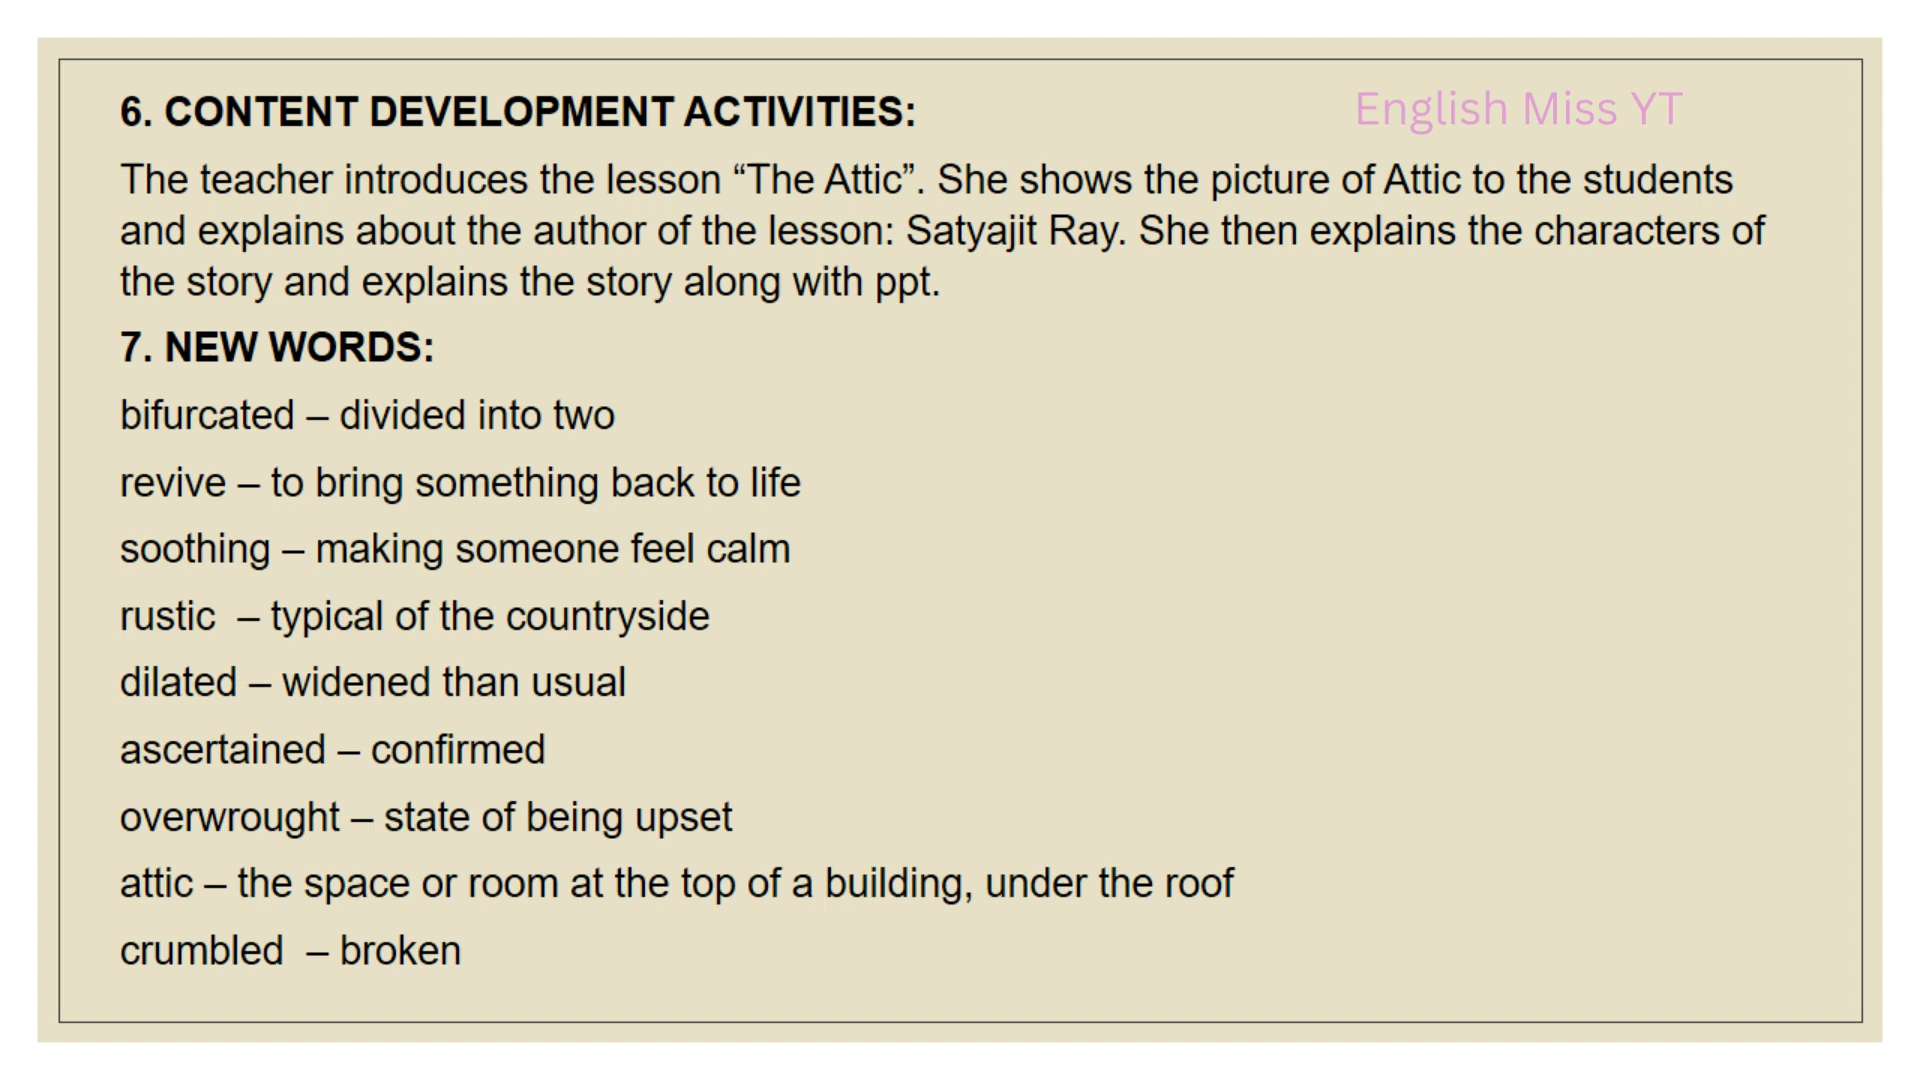 6. CONTENT DEVELOPMENT ACTIVITIES:
English Miss YT
The teacher introduces the lesson “The Attic”. She shows the picture of Attic to the students
and explains about the author of the lesson: Satyajit Ray. She then explains the characters of
the story and explains the story along with ppt.
7. NEW WORDS:
bifurcated – divided into two
revive – to bring something back to life
soothing – making someone feel calm
rustic – typical of the countryside
dilated – widened than usual
ascertained – confirmed
overwrought – state of being upset
attic – the space or room at the top of a building, under the roof
crumbled – broken